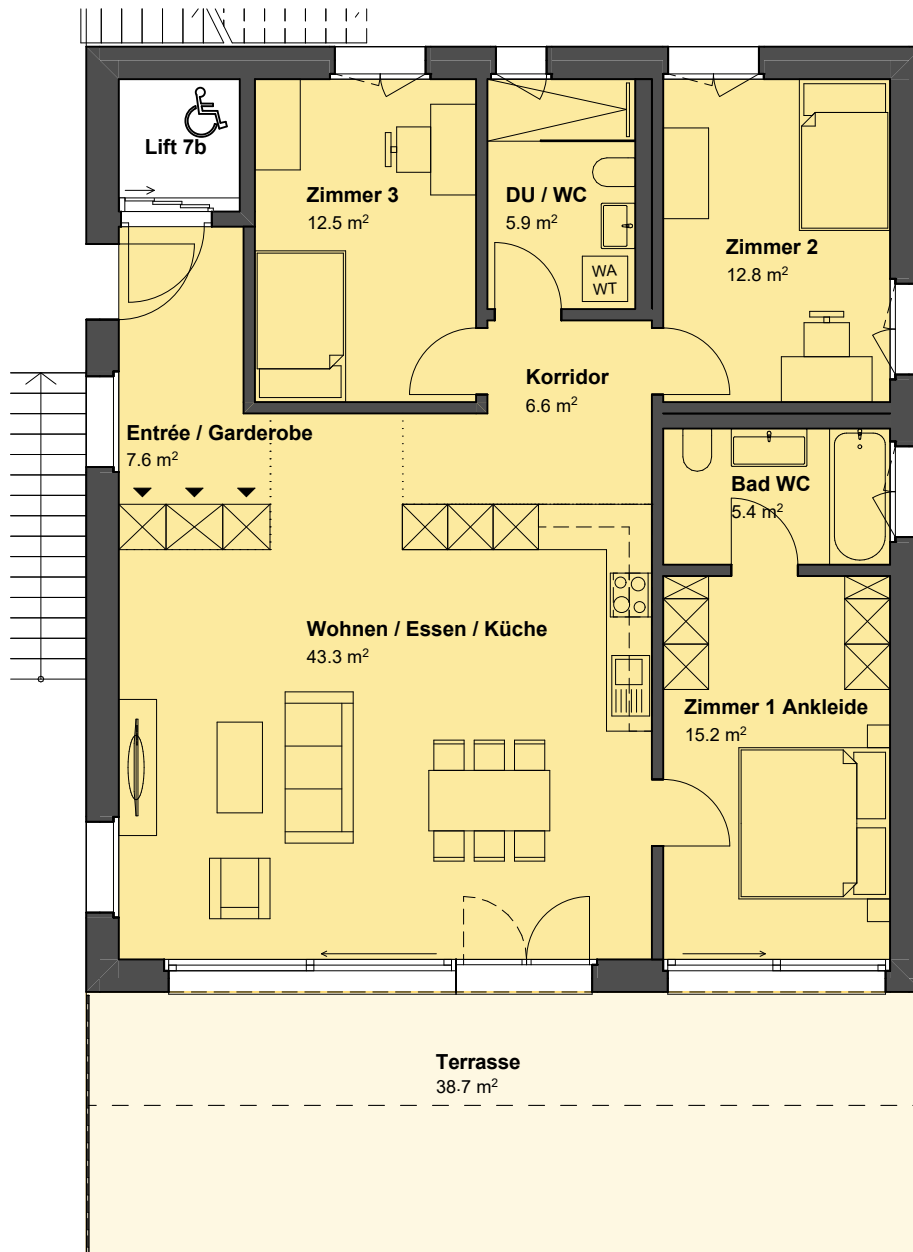 Lift 7b
Zimmer 3
12.5 m²
DU / WC
5.9 m²
WA
WT
Zimmer 2
12.8 m²
Korridor
6.6 m²
Entrée / Garderobe
7.6 m²
Bad WC
5.4 m²
Wohnen / Essen / Küche
43.3 m²
Zimmer 1 Ankleide
15.2 m²
Terrasse
38.7 m²